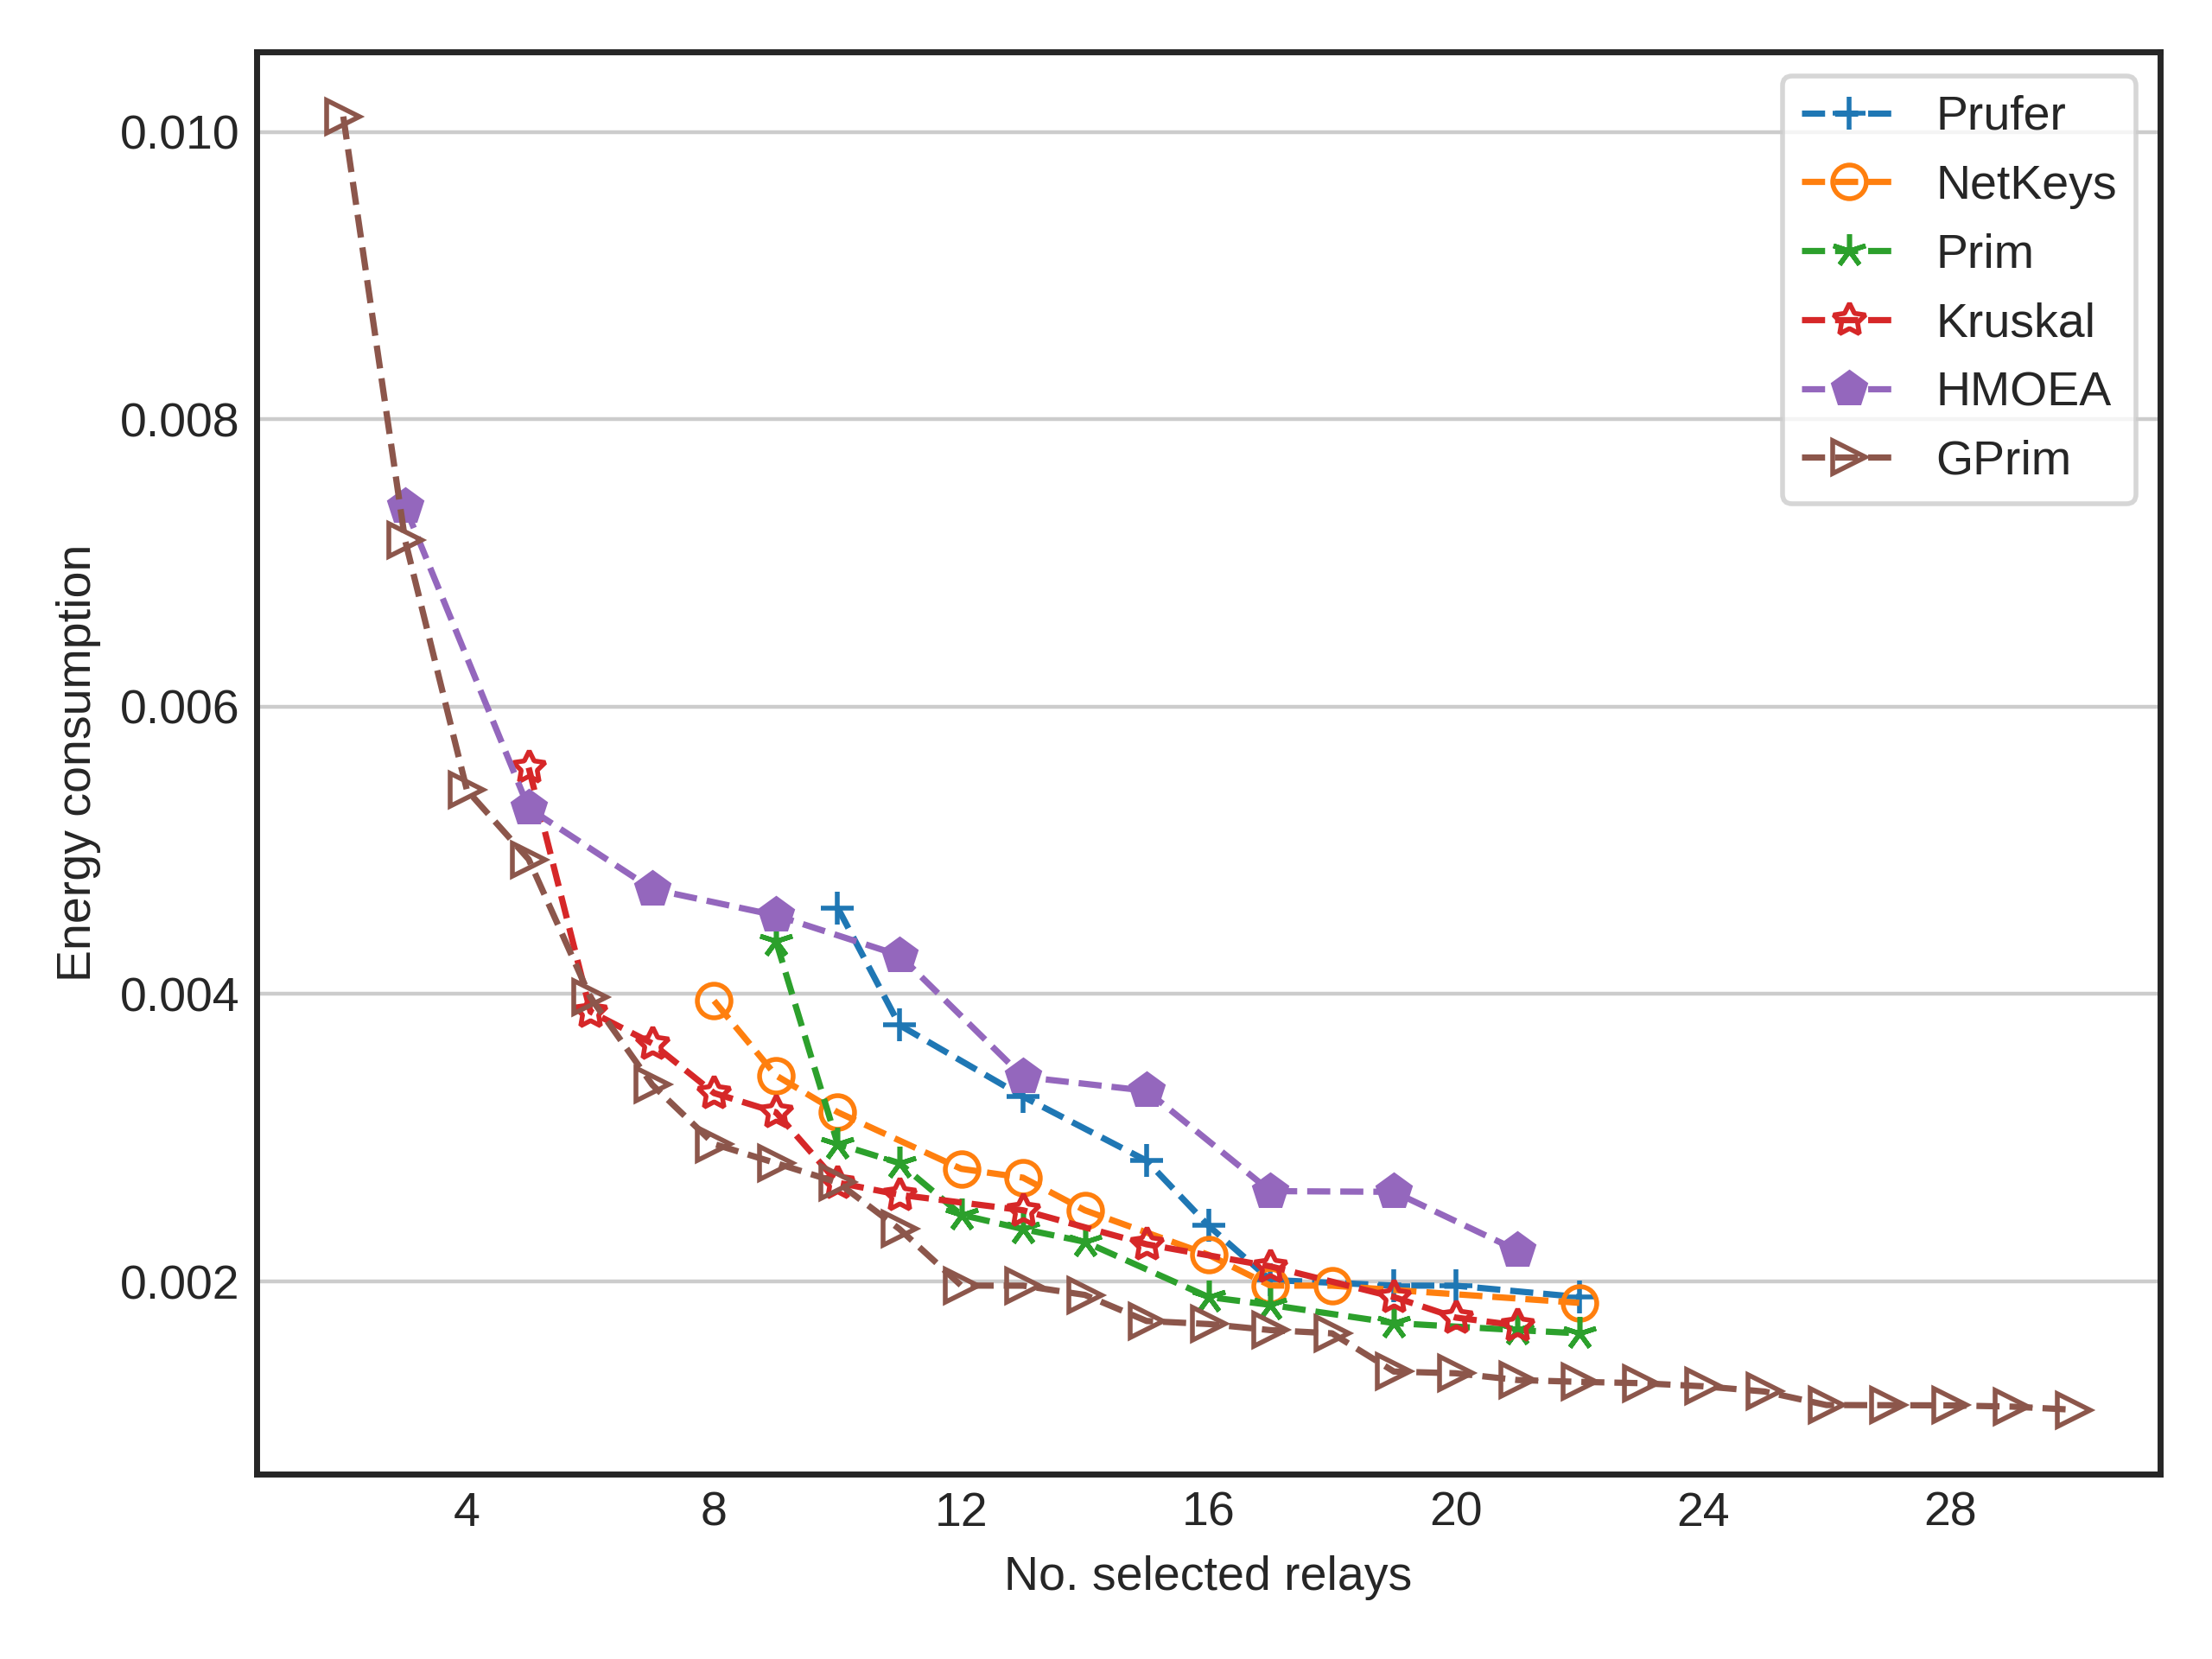 Prufer
NetKeys
Prim
Kruskal
HMOEA
GPrim
0.010
0.008
0.006
0.004
0.002
Energy consumption
4 8 12 16 20 24 28
No. selected relays